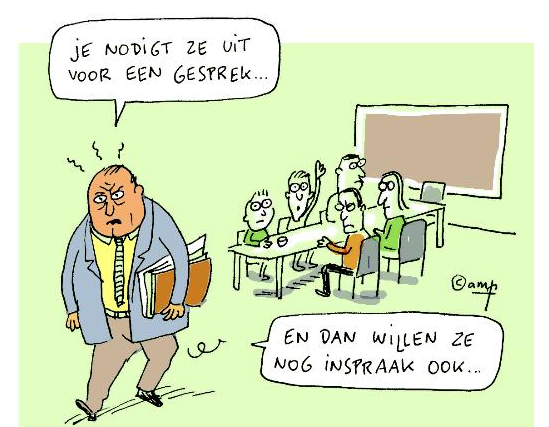 JE NODIGT ZE UIT
VOOR EEN GESPREK...
© amp
EN DAN WILLEN ZE
NOG INSPRAAK OOK...